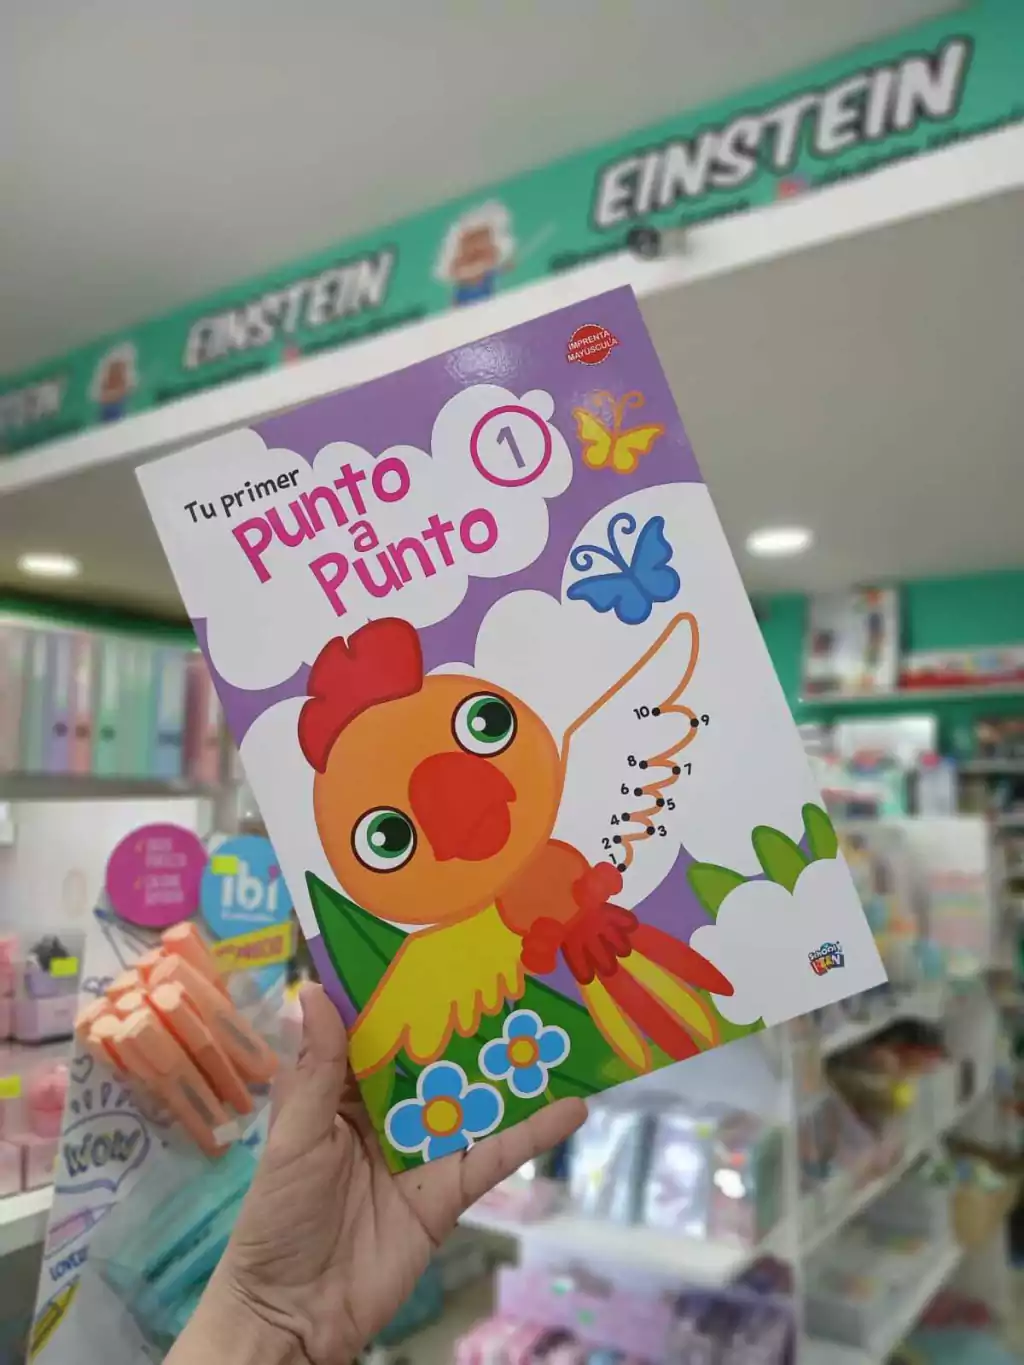 EINSTEIN
EINSTEIN
IMPRENTA
MAYÚSCULA
1
Tu primer
Punto
a
Punto
10
9
8
7
6
5
4
3
2
1
ibi
WOW